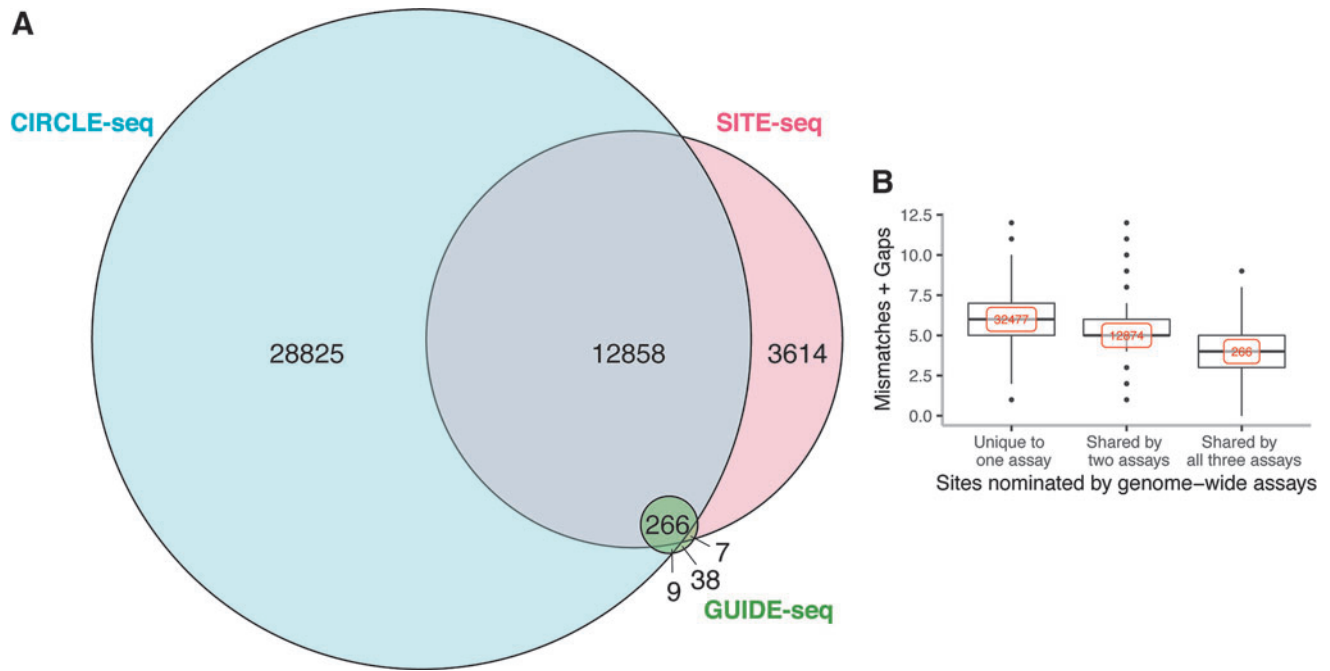 A
CIRCLE-seq
SITE-seq
28825
12858
3614
266
7
38
9
GUIDE-seq
B
Mismatches + Gaps
12.5
10.0
7.5
5.0
2.5
0.0
32477
12874
266
Unique to
one assay
Shared by
two assays
Shared by
all three assays
Sites nominated by genome−wide assays